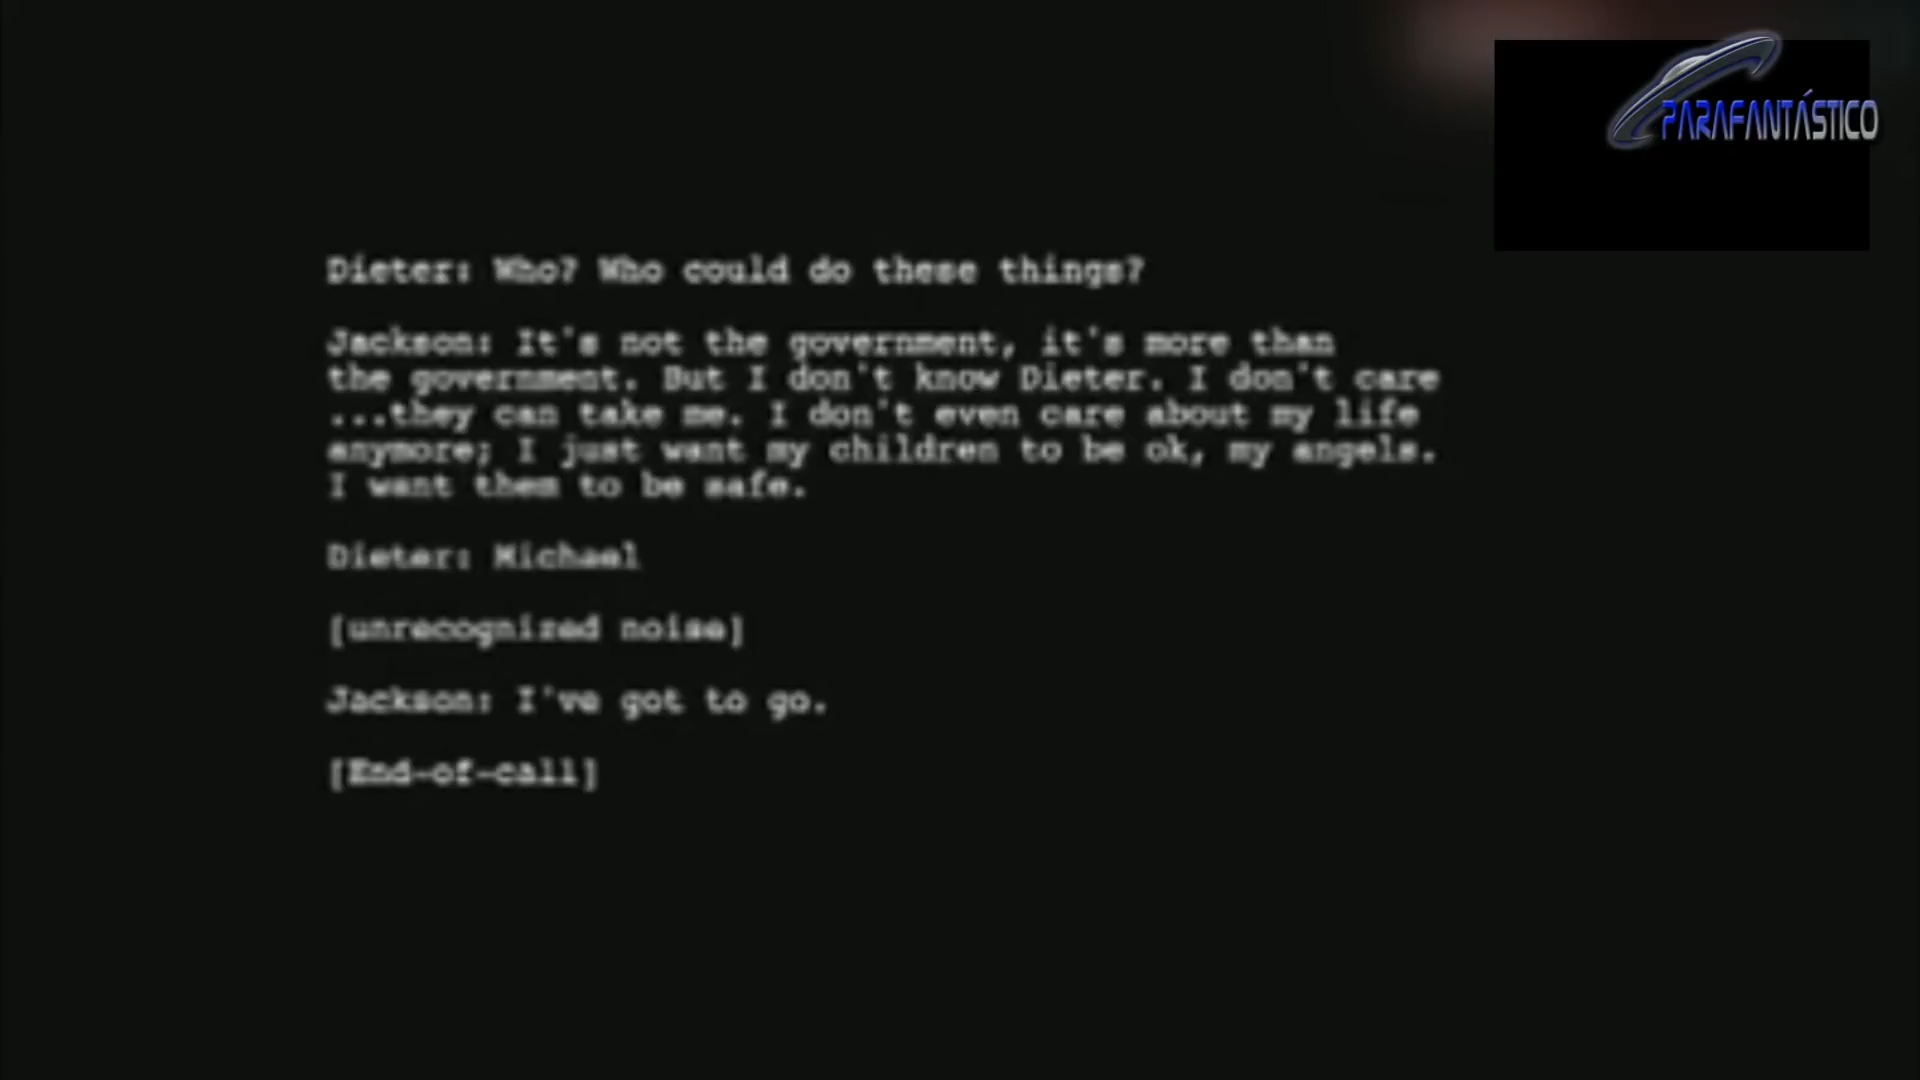 PARAFANTÁSTICO
Dieter: Who? Who could do these things?
Jackson: It's not the government, it's more than
the government. But I don't know Dieter. I don't care
...they can take me. I don't even care about my life
anymore; I just want my children to be ok, my angels.
I want them to be safe.
Dieter: Michael
[unrecognized noise]
Jackson: I've got to go.
[End-of-call]